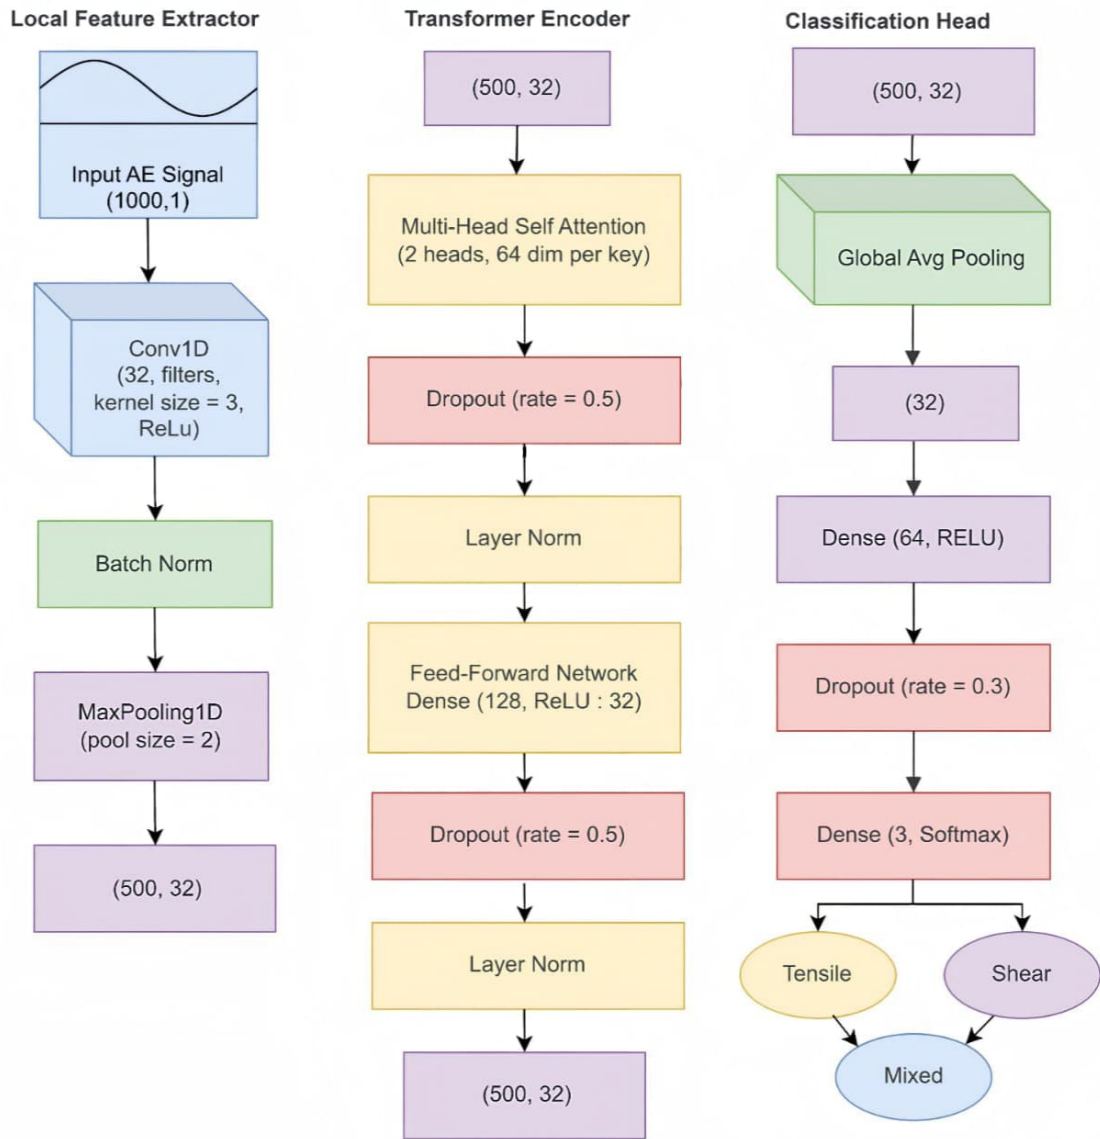 Local Feature Extractor
Input AE Signal
(1000,1)
Conv1D
(32, filters,
kernel size = 3,
ReLu)
Batch Norm
MaxPooling1D
(pool size = 2)
(500, 32)
Transformer Encoder
(500, 32)
Multi-Head Self Attention
(2 heads, 64 dim per key)
Dropout (rate = 0.5)
Layer Norm
Feed-Forward Network
Dense (128, ReLU : 32)
Dropout (rate = 0.5)
Layer Norm
(500, 32)
Classification Head
(500, 32)
Global Avg Pooling
(32)
Dense (64, RELU)
Dropout (rate = 0.3)
Dense (3, Softmax)
Tensile
Shear
Mixed